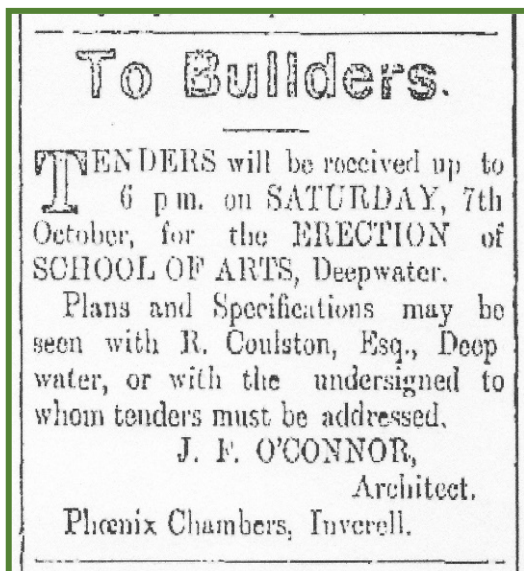 To Builders.
TENDERS will be received up to
6 p m. on SATURDAY, 7th
October, for the ERECTION of
SCHOOL OF ARTS, Deepwater.
Plans and Specifications may be
seen with R. Coulston, Esq., Deep
water, or with the undersigned to
whom tenders must be addressed.
J. F. O'CONNOR,
Architect.
Phœnix Chambers, Inverell.